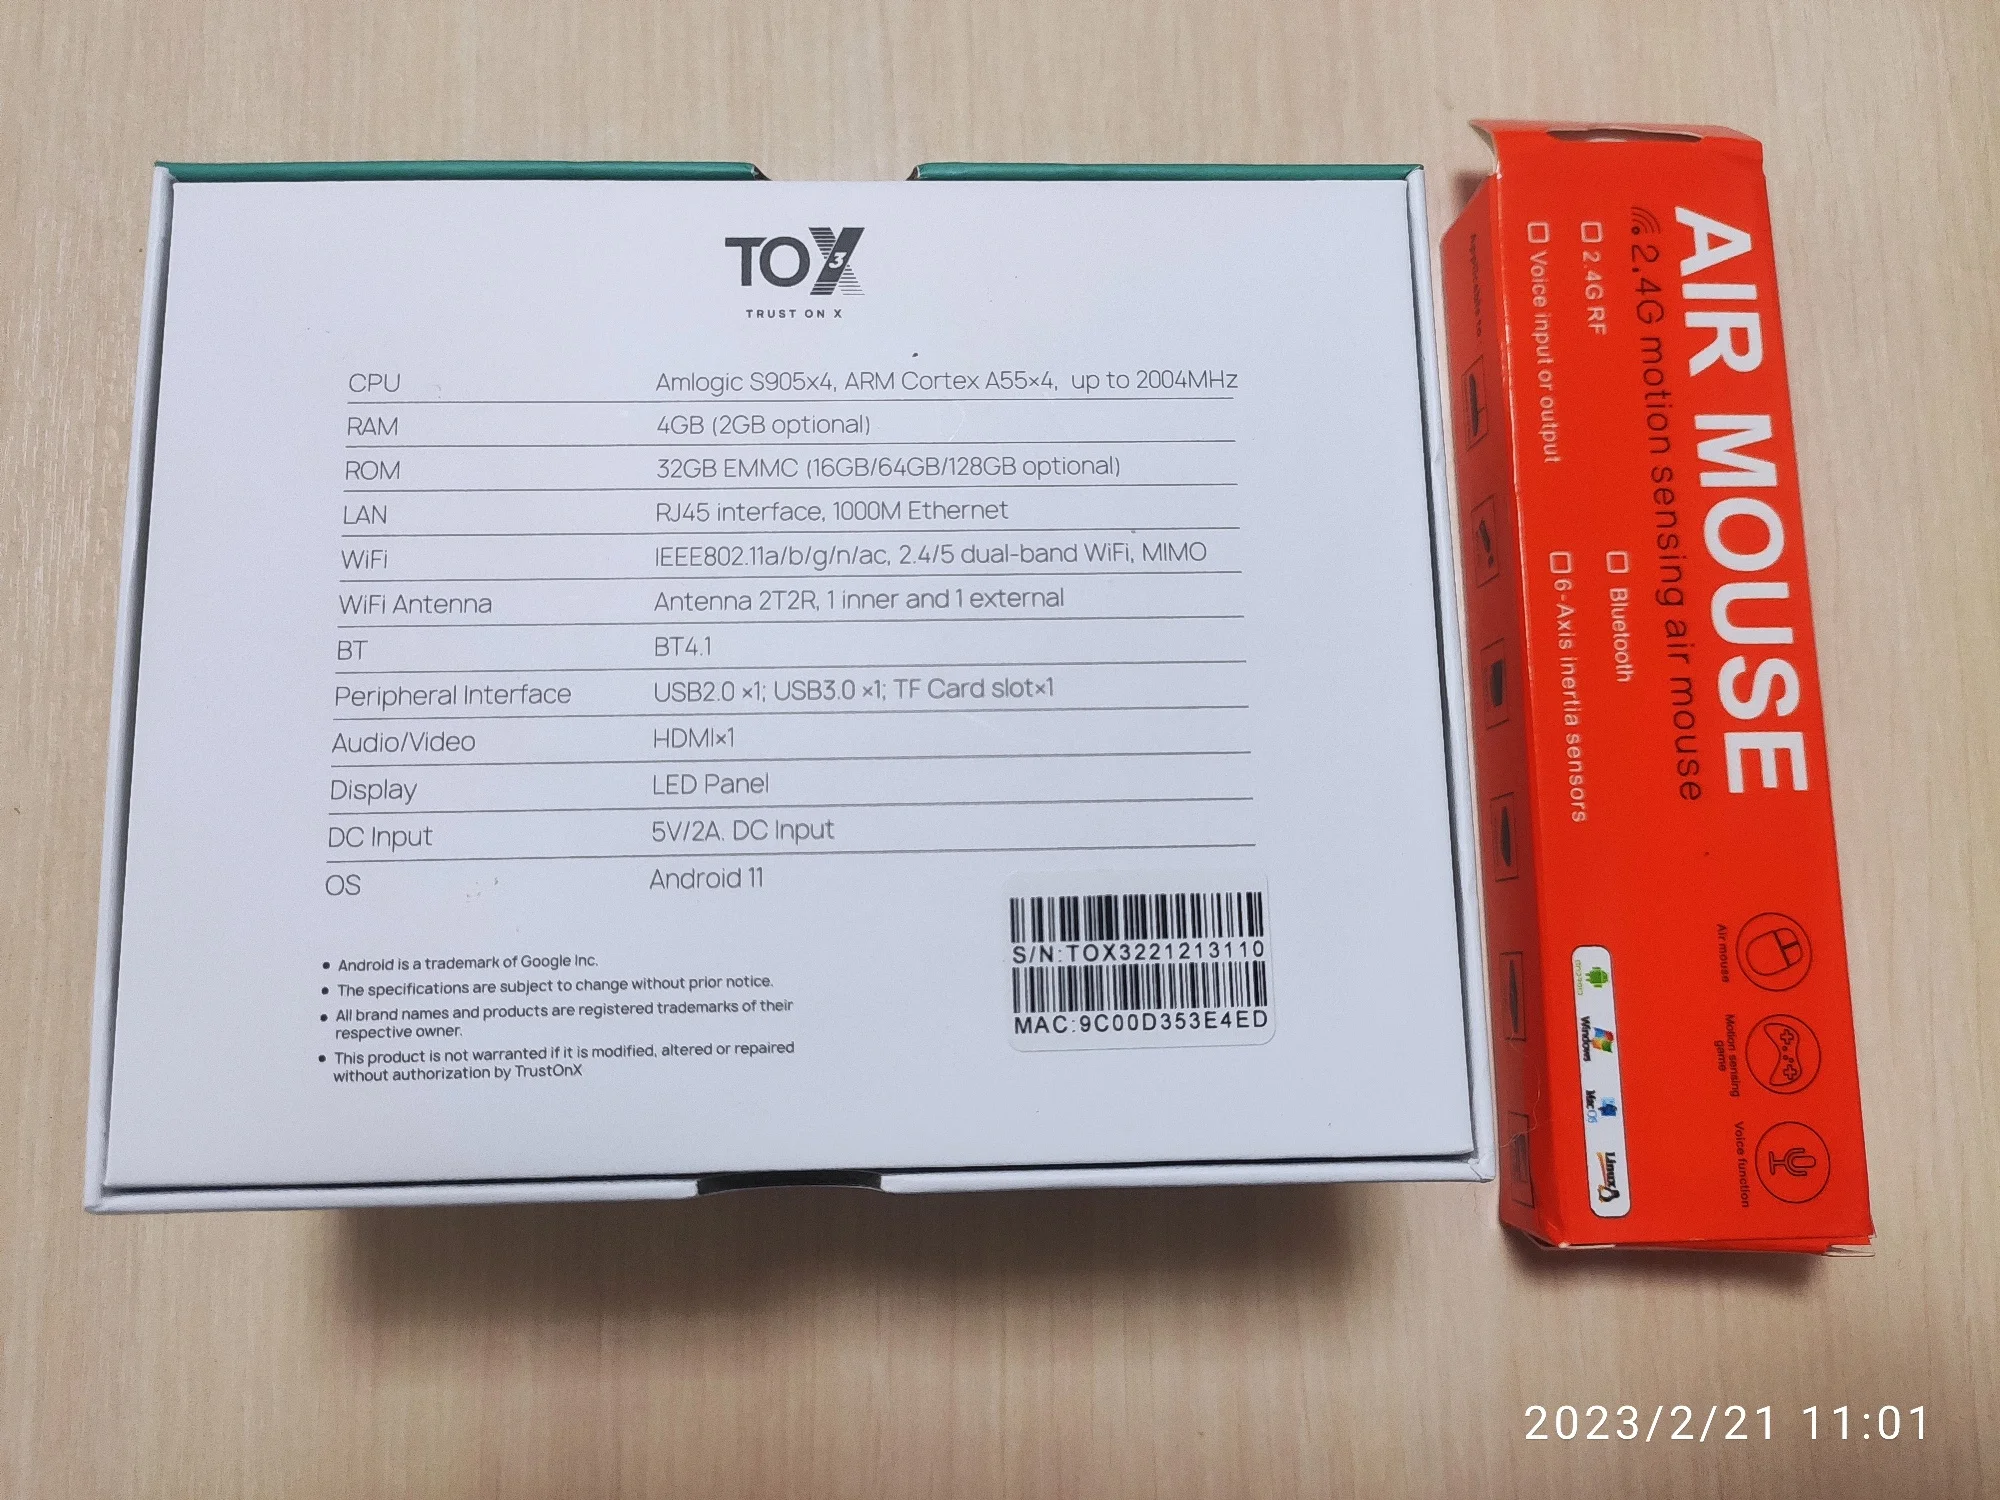 TOX3
TRUST ON X
CPU Amlogic S905x4, ARM Cortex A55×4, up to 2004MHz
RAM 4GB (2GB optional)
ROM 32GB EMMC (16GB/64GB/128GB optional)
LAN RJ45 interface, 1000M Ethernet
WiFi IEEE802.11a/b/g/n/ac, 2.4/5 dual-band WiFi, MIMO
WiFi Antenna Antenna 2T2R, 1 inner and 1 external
BT BT4.1
Peripheral Interface USB2.0 ×1; USB3.0 ×1; TF Card slot×1
Audio/Video HDMI×1
Display LED Panel
DC Input 5V/2A. DC Input
OS Android 11
• Android is a trademark of Google Inc.
• The specifications are subject to change without prior notice.
• All brand names and products are registered trademarks of their
respective owner.
• This product is not warranted if it is modified, altered or repaired
without authorization by TrustOnX
S/N:TOX3221213110
MAC:9C00D353E4ED
AIR MOUSE
2.4G motion sensing air mouse
2.4G RF
Bluetooth
Voice input or output
6-Axis inertia sensors
Applicable to
Air mouse
Motion sensing
game
Voice function
android
Windows
Mac OS
Linux
2023/2/21 11:01